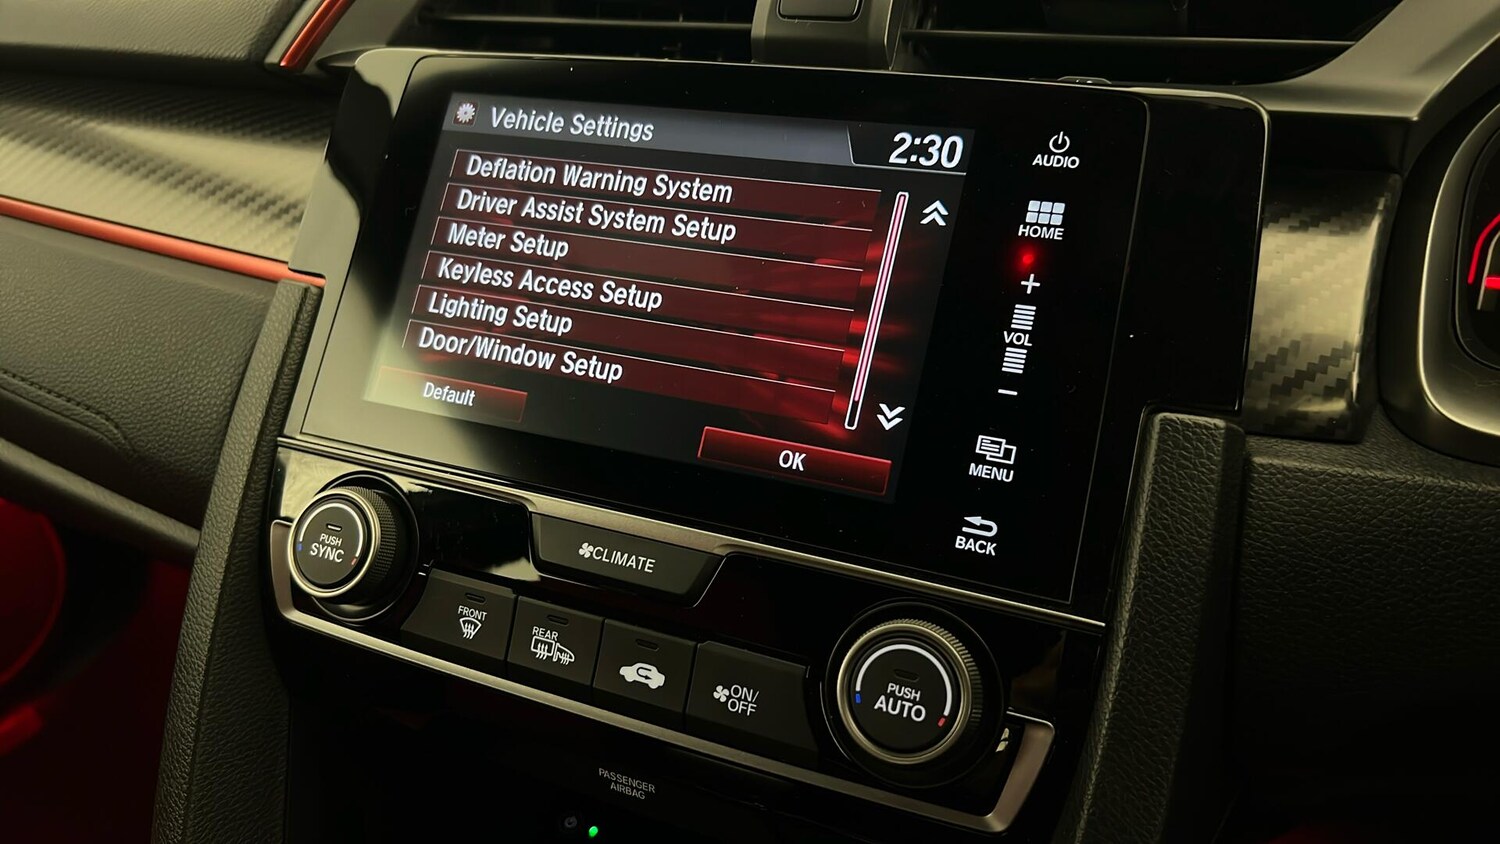 Vehicle Settings
2:30
Deflation Warning System
Driver Assist System Setup
Meter Setup
Keyless Access Setup
Lighting Setup
Door/Window Setup
Default
OK
AUDIO
HOME
+
VOL
−
MENU
BACK
PUSH
SYNC
CLIMATE
FRONT
REAR
ON/
OFF
PUSH
AUTO
PASSENGER
AIRBAG